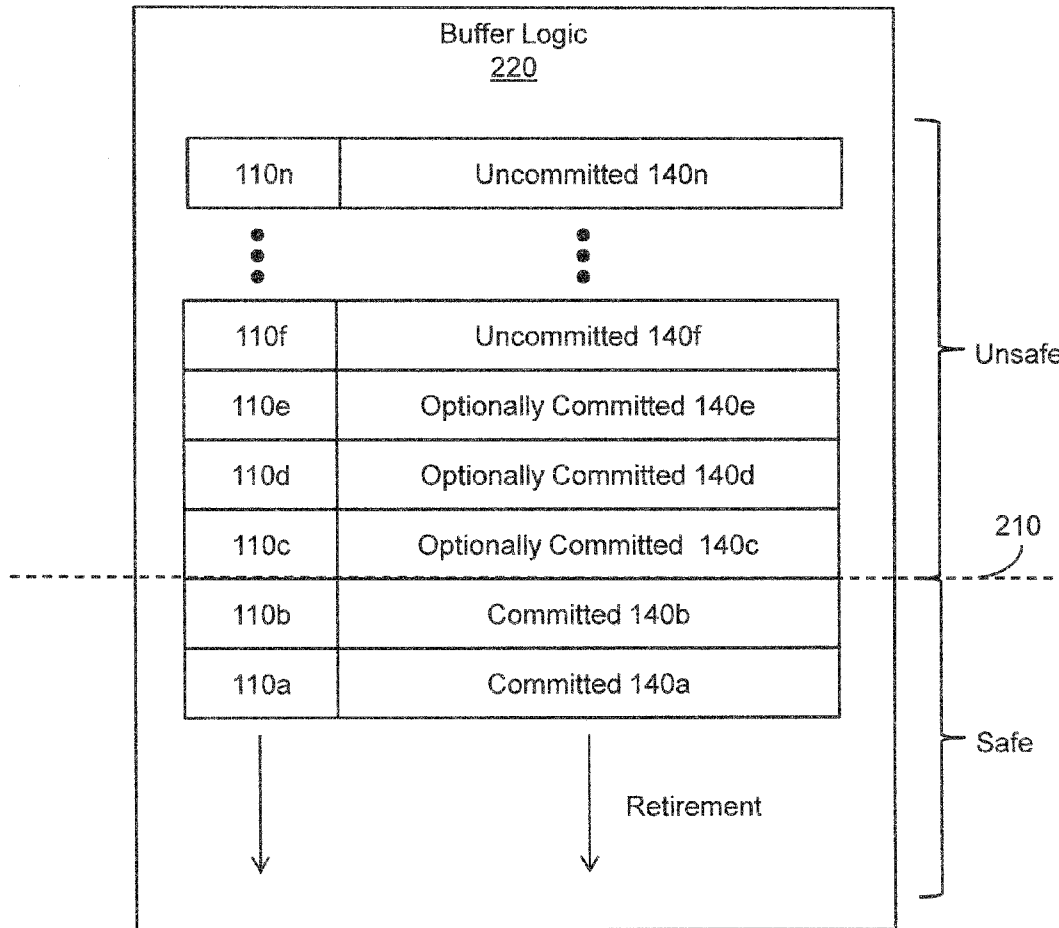 Buffer Logic
220
110n Uncommitted 140n
110f Uncommitted 140f
Unsafe
110e Optionally Committed 140e
110d Optionally Committed 140d
110c Optionally Committed 140c
210
110b Committed 140b
110a Committed 140a
Safe
Retirement